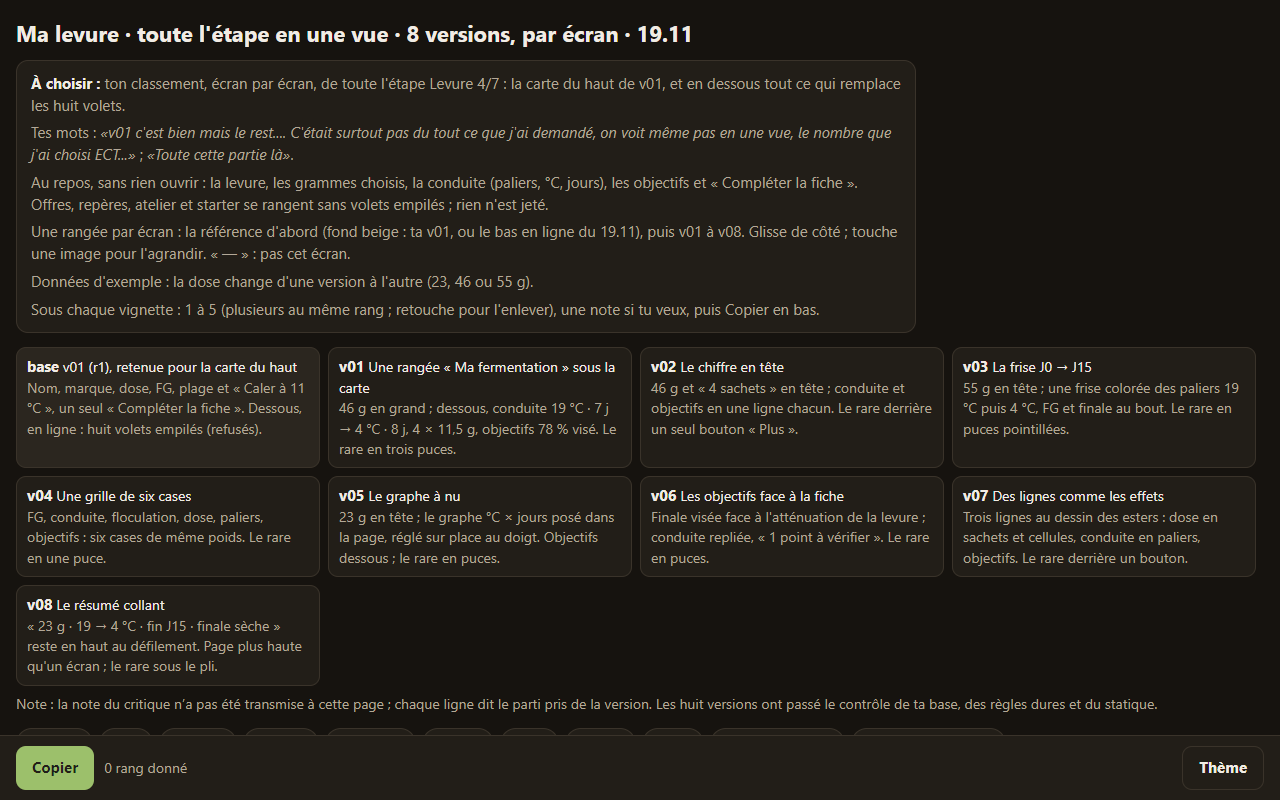 Ma levure · toute l'étape en une vue · 8 versions, par écran · 19.11
À choisir : ton classement, écran par écran, de toute l'étape Levure 4/7 : la carte du haut de v01, et en dessous tout ce qui remplace
les huit volets.
Tes mots : «v01 c'est bien mais le rest.... C'était surtout pas du tout ce que j'ai demandé, on voit même pas en une vue, le nombre que
j'ai choisi ECT...» ; «Toute cette partie là».
Au repos, sans rien ouvrir : la levure, les grammes choisis, la conduite (paliers, °C, jours), les objectifs et « Compléter la fiche ».
Offres, repères, atelier et starter se rangent sans volets empilés ; rien n'est jeté.
Une rangée par écran : la référence d'abord (fond beige : ta v01, ou le bas en ligne du 19.11), puis v01 à v08. Glisse de côté ; touche
une image pour l'agrandir. « — » : pas cet écran.
Données d'exemple : la dose change d'une version à l'autre (23, 46 ou 55 g).
Sous chaque vignette : 1 à 5 (plusieurs au même rang ; retouche pour l'enlever), une note si tu veux, puis Copier en bas.
base v01 (r1), retenue pour la carte du haut
Nom, marque, dose, FG, plage et « Caler à 11
°C », un seul « Compléter la fiche ». Dessous,
en ligne : huit volets empilés (refusés).
v01 Une rangée « Ma fermentation » sous la
carte
46 g en grand ; dessous, conduite 19 °C · 7 j
→ 4 °C · 8 j, 4 × 11,5 g, objectifs 78 % visé. Le
rare en trois puces.
v02 Le chiffre en tête
46 g et « 4 sachets » en tête ; conduite et
objectifs en une ligne chacun. Le rare derrière
un seul bouton « Plus ».
v03 La frise J0 → J15
55 g en tête ; une frise colorée des paliers 19
°C puis 4 °C, FG et finale au bout. Le rare en
puces pointillées.
v04 Une grille de six cases
FG, conduite, floculation, dose, paliers,
objectifs : six cases de même poids. Le rare
en une puce.
v05 Le graphe à nu
23 g en tête ; le graphe °C × jours posé dans
la page, réglé sur place au doigt. Objectifs
dessous ; le rare en puces.
v06 Les objectifs face à la fiche
Finale visée face à l'atténuation de la levure ;
conduite repliée, « 1 point à vérifier ». Le rare
en puces.
v07 Des lignes comme les effets
Trois lignes au dessin des esters : dose en
sachets et cellules, conduite en paliers,
objectifs. Le rare derrière un bouton.
v08 Le résumé collant
« 23 g · 19 → 4 °C · fin J15 · finale sèche »
reste en haut au défilement. Page plus haute
qu'un écran ; le rare sous le pli.
Note : la note du critique n'a pas été transmise à cette page ; chaque ligne dit le parti pris de la version. Les huit versions ont passé le contrôle de ta base, des règles dures et du statique.
Copier
0 rang donné
Thème